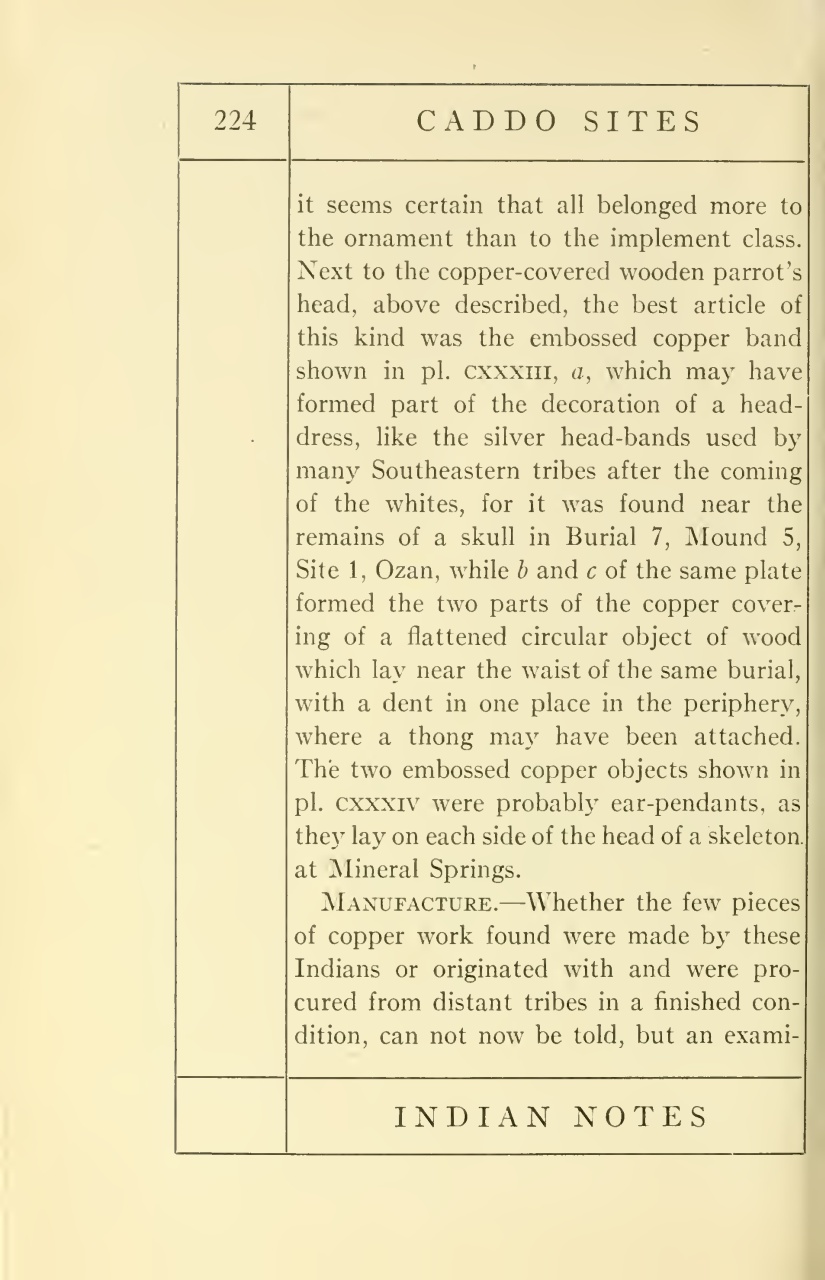 224
CADDO SITES
it seems certain that all belonged more to
the ornament than to the implement class.
Next to the copper-covered wooden parrot's
head, above described, the best article of
this kind was the embossed copper band
shown in pl. CXXXIII, a, which may have
formed part of the decoration of a head-
dress, like the silver head-bands used by
many Southeastern tribes after the coming
of the whites, for it was found near the
remains of a skull in Burial 7, Mound 5,
Site 1, Ozan, while b and c of the same plate
formed the two parts of the copper cover-
ing of a flattened circular object of wood
which lay near the waist of the same burial,
with a dent in one place in the periphery,
where a thong may have been attached.
The two embossed copper objects shown in
pl. CXXXIV were probably ear-pendants, as
they lay on each side of the head of a skeleton.
at Mineral Springs.
MANUFACTURE.—Whether the few pieces
of copper work found were made by these
Indians or originated with and were pro-
cured from distant tribes in a finished con-
dition, can not now be told, but an exami-
INDIAN NOTES